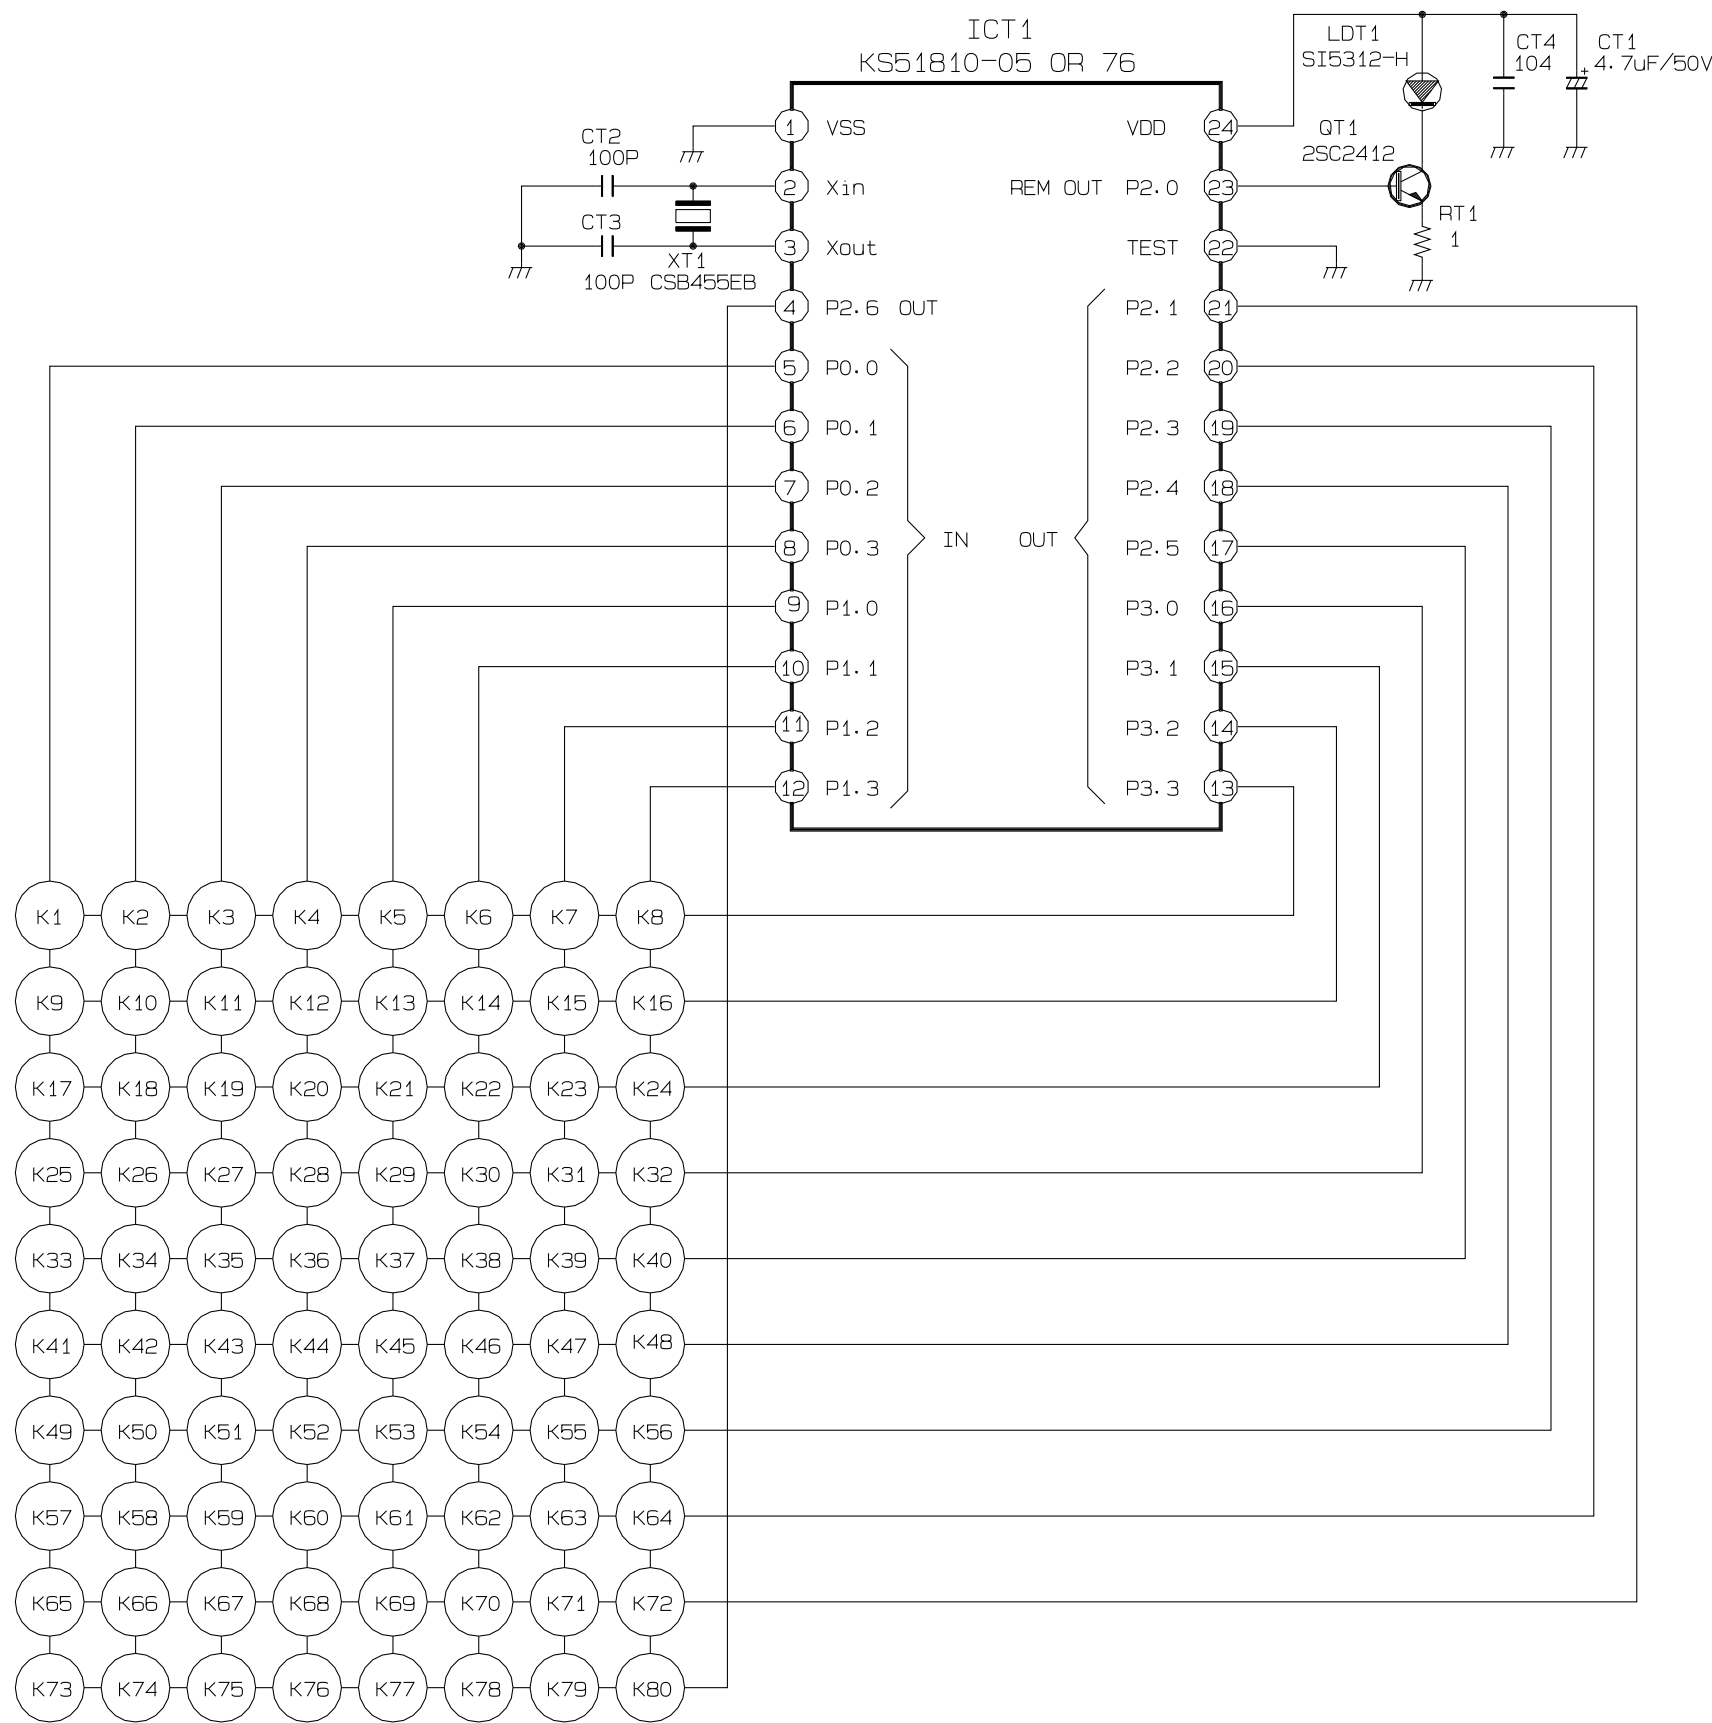 ICT1
KS51810-05 OR 76
LDT1
SI5312-H
CT4
104
CT1
+
4.7uF/50V
QT1
2SC2412
RT1
1
CT2
100P
CT3
100P
XT1
CSB455EB
1 VSS VDD 24
2 Xin REM OUT P2.0 23
3 Xout TEST 22
4 P2.6 OUT P2.1 21
5 P0.0 P2.2 20
6 P0.1 P2.3 19
7 P0.2 P2.4 18
8 P0.3 P2.5 17
IN OUT
9 P1.0 P3.0 16
10 P1.1 P3.1 15
11 P1.2 P3.2 14
12 P1.3 P3.3 13
K1 K2 K3 K4 K5 K6 K7 K8
K9 K10 K11 K12 K13 K14 K15 K16
K17 K18 K19 K20 K21 K22 K23 K24
K25 K26 K27 K28 K29 K30 K31 K32
K33 K34 K35 K36 K37 K38 K39 K40
K41 K42 K43 K44 K45 K46 K47 K48
K49 K50 K51 K52 K53 K54 K55 K56
K57 K58 K59 K60 K61 K62 K63 K64
K65 K66 K67 K68 K69 K70 K71 K72
K73 K74 K75 K76 K77 K78 K79 K80